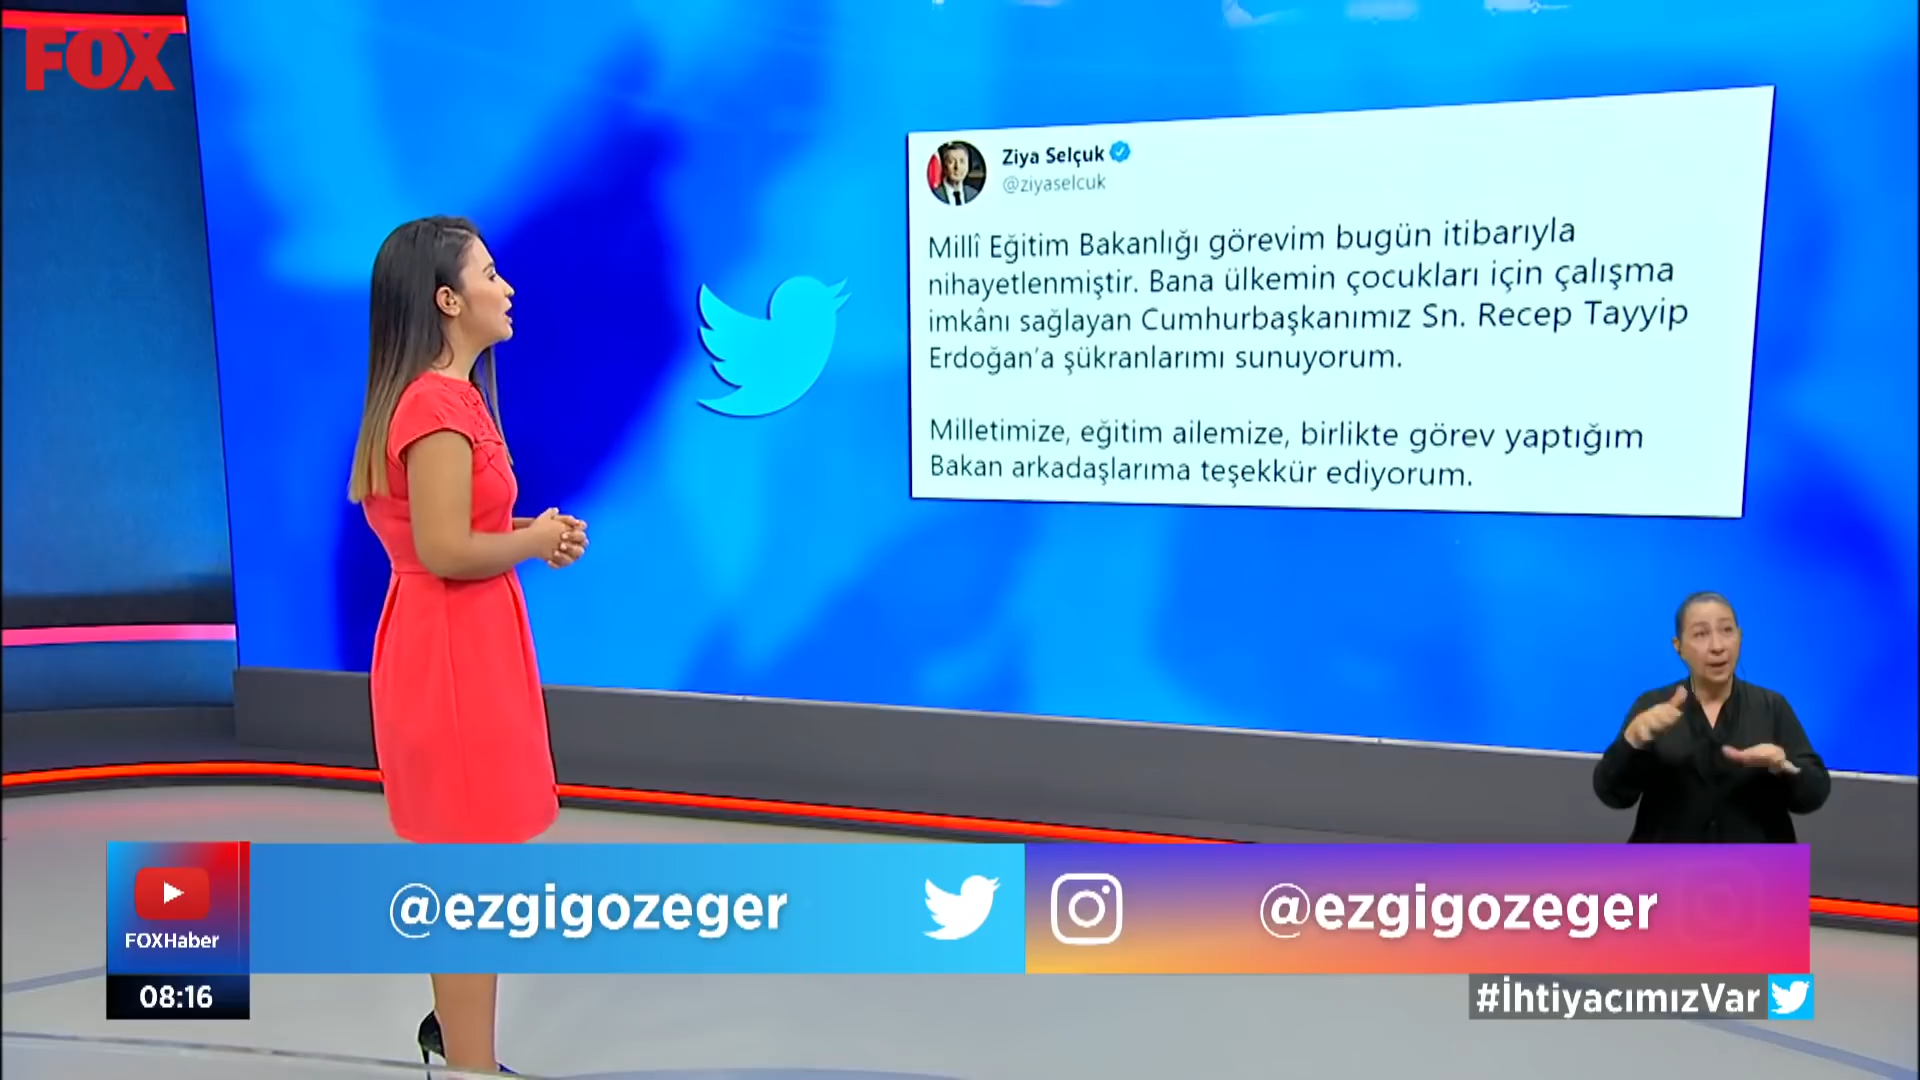 FOX
Ziya Selçuk
@ziyaselcuk
Millî Eğitim Bakanlığı görevim bugün itibarıyla
nihayetlenmiştir. Bana ülkemin çocukları için çalışma
imkânı sağlayan Cumhurbaşkanımız Sn. Recep Tayyip
Erdoğan'a şükranlarımı sunuyorum.
Milletimize, eğitim ailemize, birlikte görev yaptığım
Bakan arkadaşlarıma teşekkür ediyorum.
FOXHaber
@ezgigozeger
@ezgigozeger
08:16
#İhtiyacımızVar